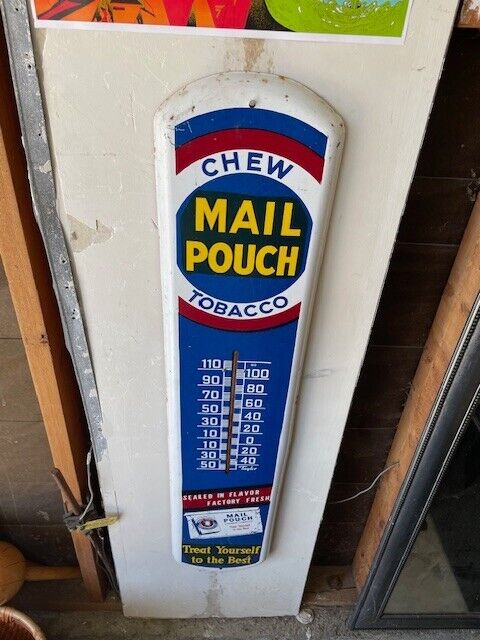 CHEW
MAIL
POUCH
TOBACCO
110 100
90 80
70 60
50 40
30 20
10 0
10 20
30 40
50
Taylor
SEALED IN FLAVOR
FACTORY FRESH
MAIL
POUCH
Treat Yourself
to the Best